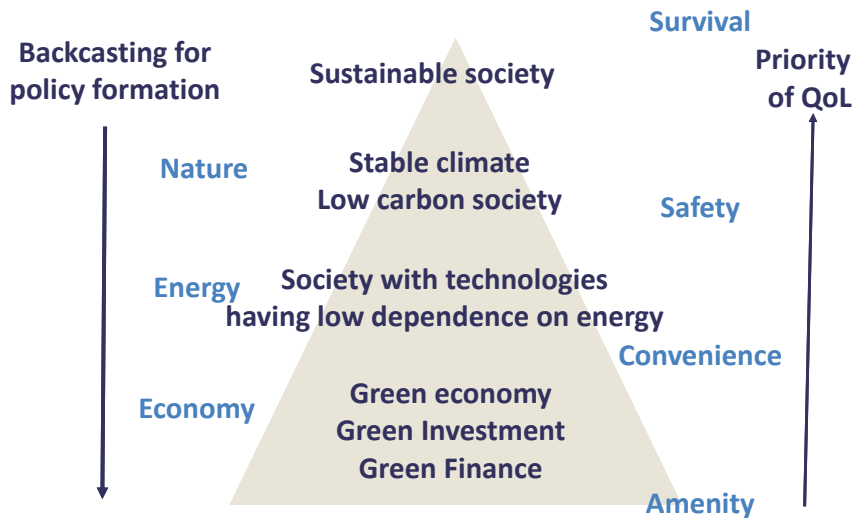 Backcasting for
policy formation
Nature
Energy
Economy
Sustainable society
Stable climate
Low carbon society
Society with technologies
having low dependence on energy
Green economy
Green Investment
Green Finance
Survival
Safety
Convenience
Amenity
Priority
of QoL